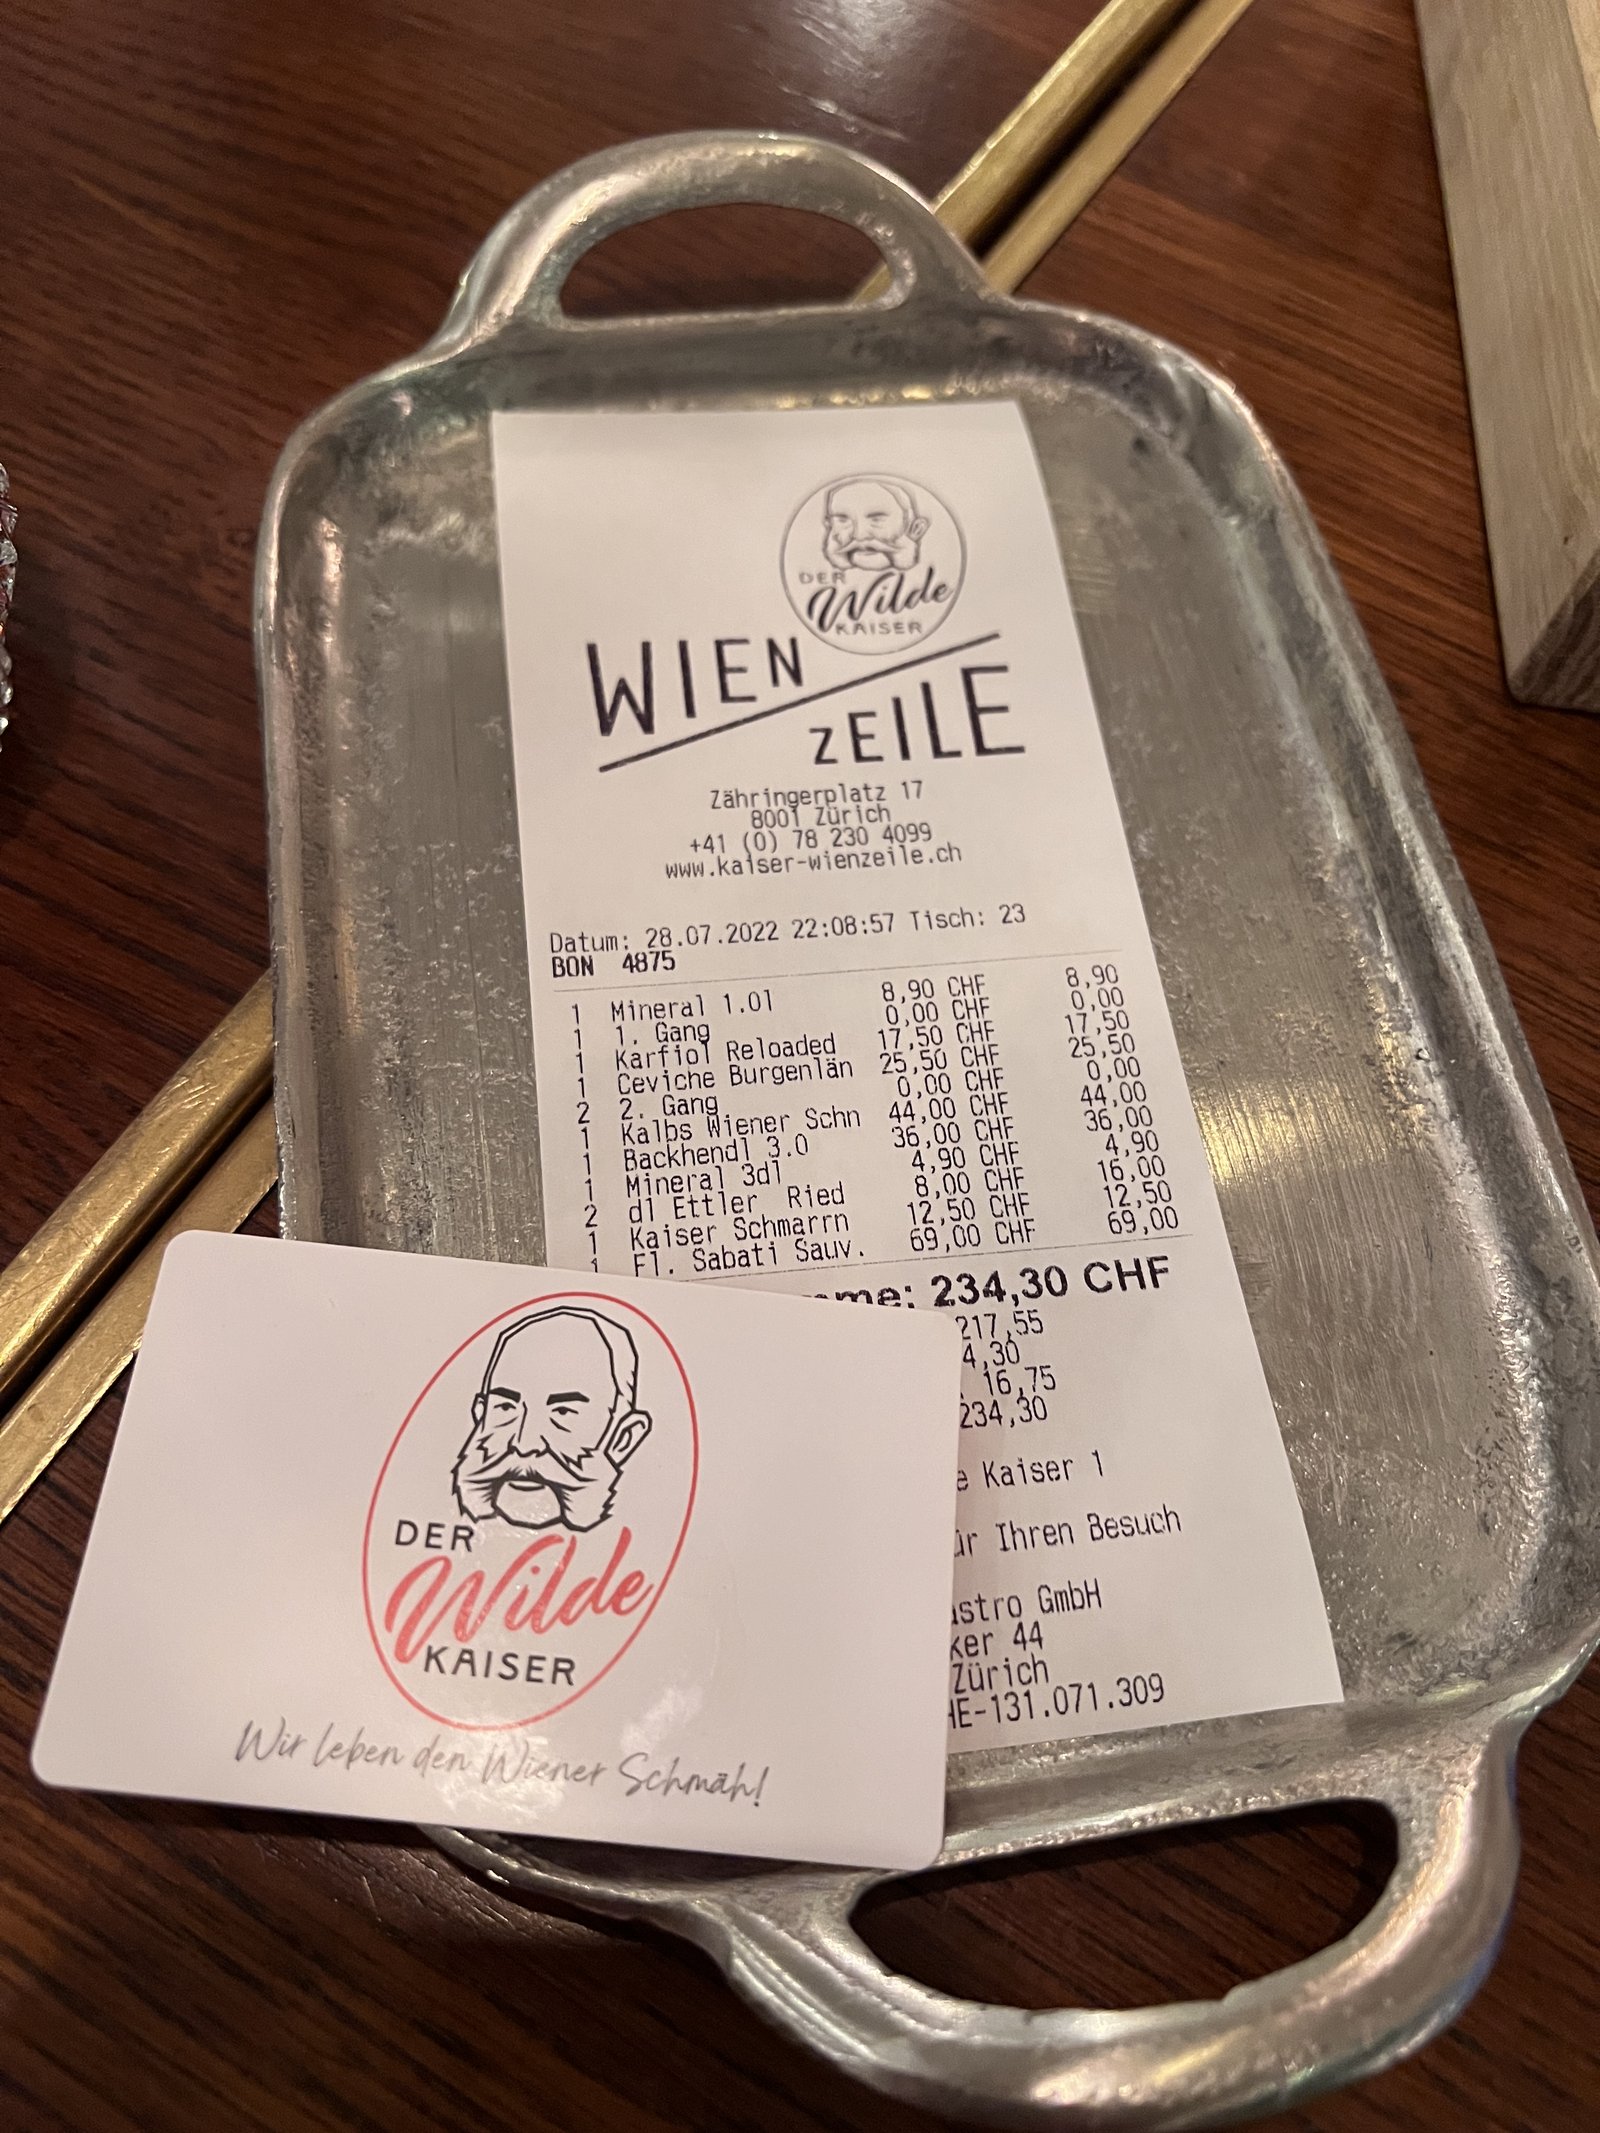 DER
Wilde
KAISER
WIEN
ZEILE
Zähringerplatz 17
8001 Zürich
+41 (0) 78 230 4099
www.kaiser-wienzeile.ch
Datum: 28.07.2022 22:08:57 Tisch: 23
BON 4875
1 Mineral 1.0l 8,90 CHF 8,90
1 1. Gang 0,00 CHF 0,00
1 Karfiol Reloaded 17,50 CHF 17,50
1 Ceviche Burgenlän 25,50 CHF 25,50
2 2. Gang 0,00 CHF 0,00
1 Kalbs Wiener Schn 44,00 CHF 44,00
1 Backhendl 3.0 36,00 CHF 36,00
1 Mineral 3dl 4,90 CHF 4,90
2 dl Ettler Ried 8,00 CHF 16,00
1 Kaiser Schmarrn 12,50 CHF 12,50
1 Fl. Sabati Sauv. 69,00 CHF 69,00
mme: 234,30 CHF
217,55
4,30
16,75
234,30
e Kaiser 1
ür Ihren Besuch
astro GmbH
ker 44
Zürich
HE-131.071.309
DER
Wilde
KAISER
Wir leben den Wiener Schmäh!